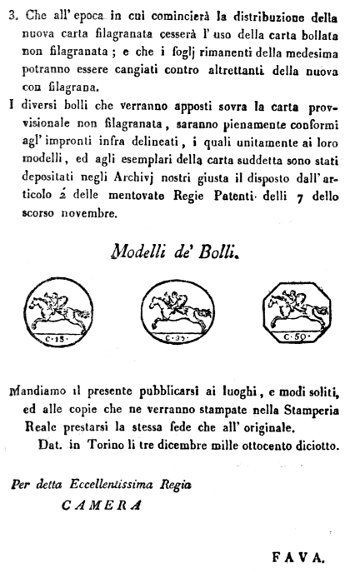 3. Che all' epoca in cui comincierà la distribuzione della
nuova carta filagranata cesserà l' uso della carta bollata
non filagranata; e che i foglj rimanenti della medesima
potranno essere cangiati contro altrettanti della nuova
con filagrana.
I diversi bolli che verranno apposti sovra la carta prov-
visionale non filagranata, saranno pienamente conformi
agl' impronti infra delineati, i quali unitamente ai loro
modelli, ed agli esemplari della carta suddetta sono stati
depositati negli Archivj nostri giusta il disposto dall'ar-
ticolo 2 delle mentovate Regie Patenti delli 7 dello
scorso novembre.
Modelli de' Bolli.
C. 15. C. 25. C. 50.
Mandiamo il presente pubblicarsi ai luoghi, e modi soliti,
ed alle copie che ne verranno stampate nella Stamperia
Reale prestarsi la stessa fede che all' originale.
Dat. in Torino li tre dicembre mille ottocento diciotto.
Per detta Eccellentissima Regia
CAMERA
FAVA.